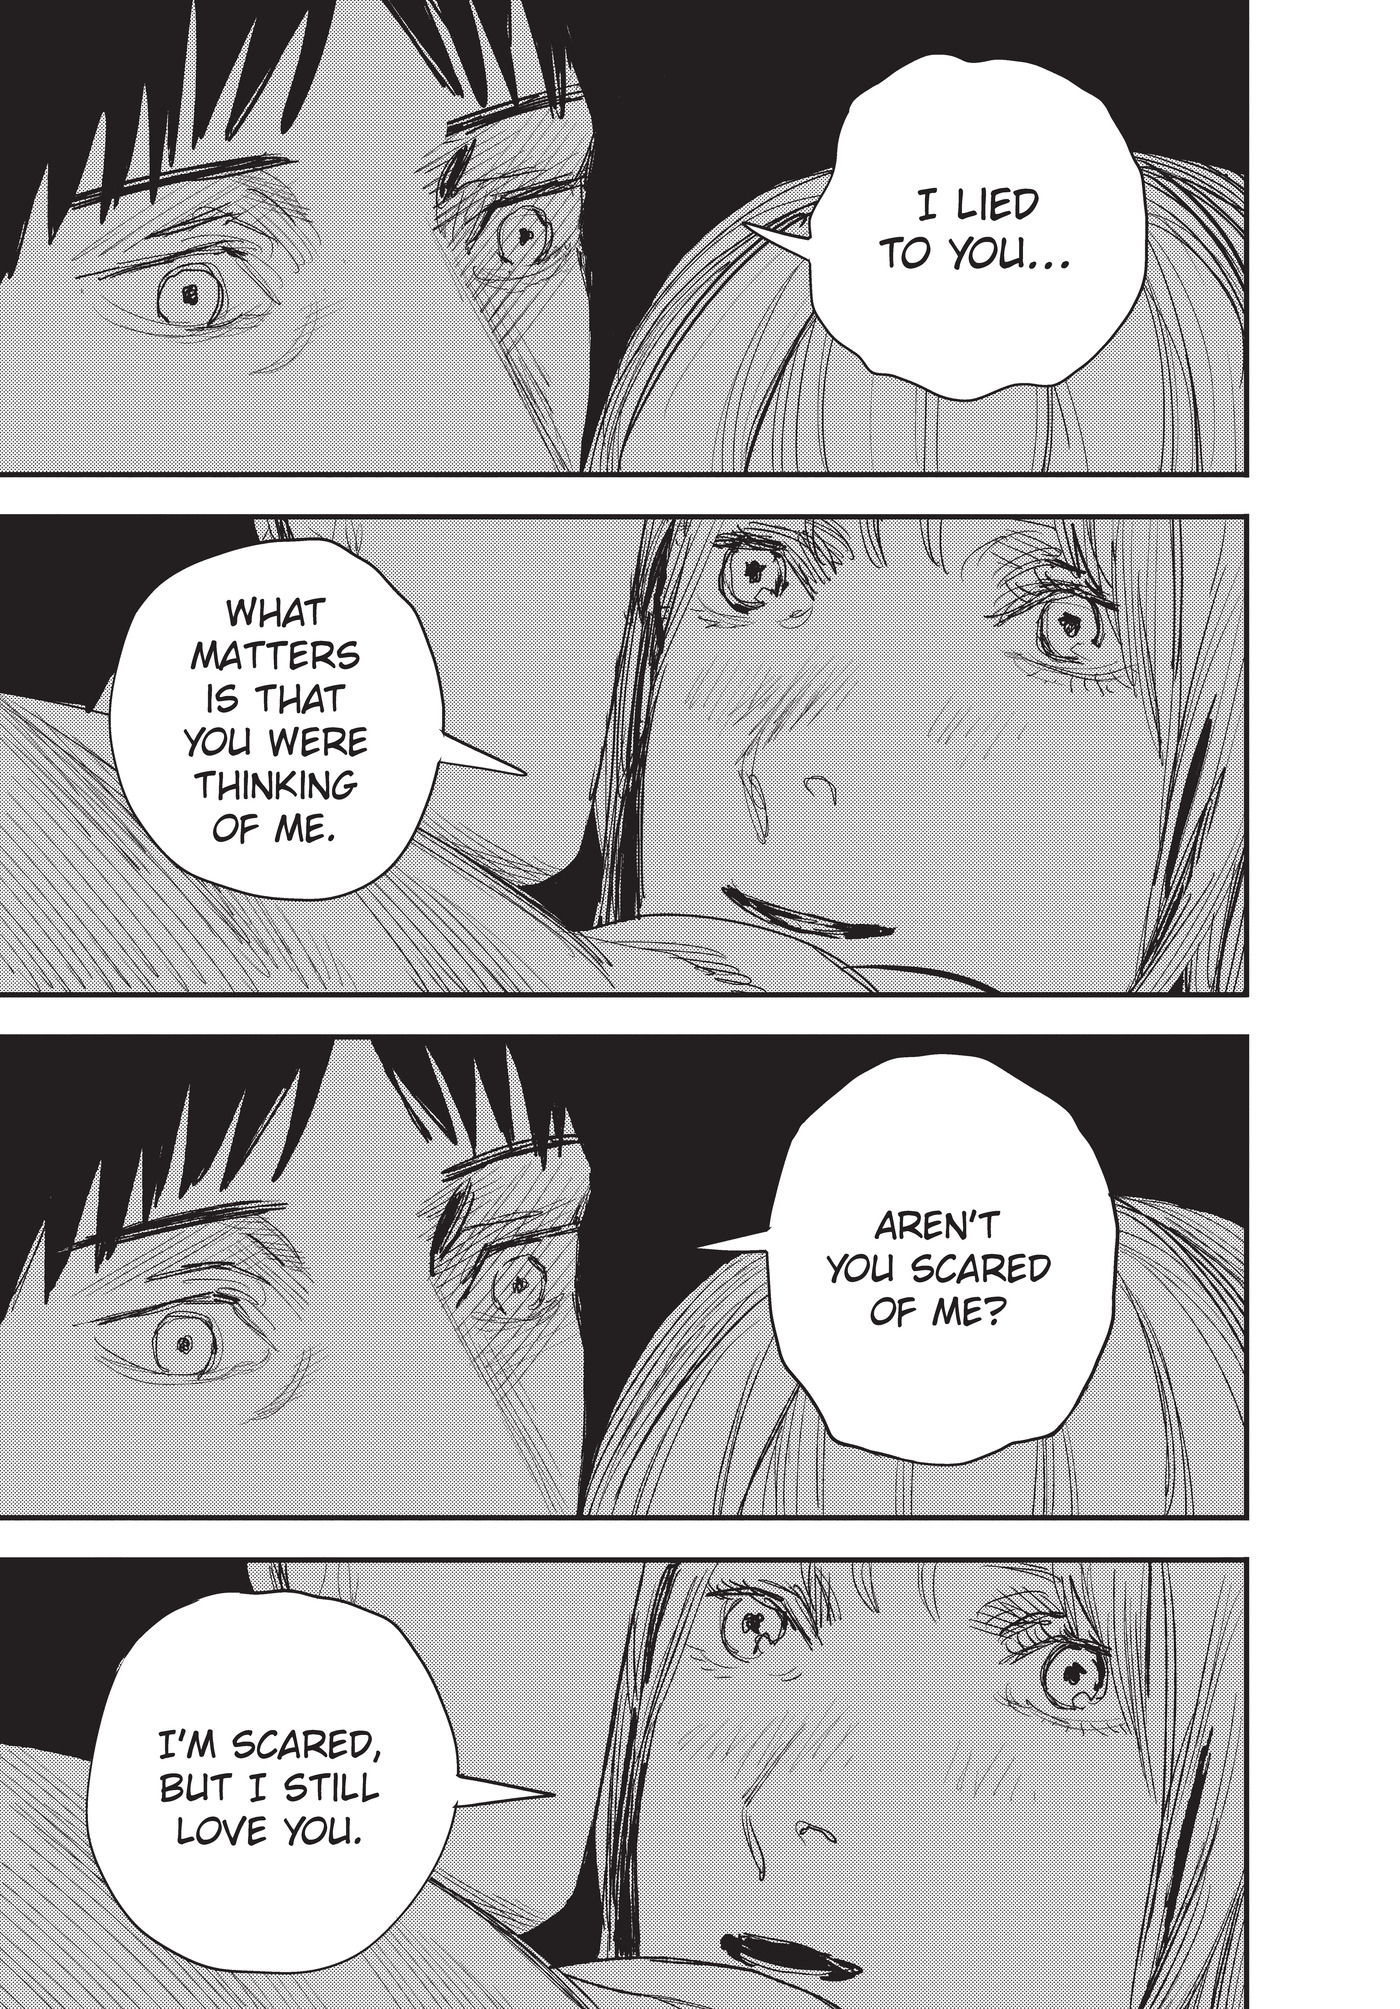 I LIED
TO YOU...
WHAT
MATTERS
IS THAT
YOU WERE
THINKING
OF ME.
AREN'T
YOU SCARED
OF ME?
I'M SCARED,
BUT I STILL
LOVE YOU.